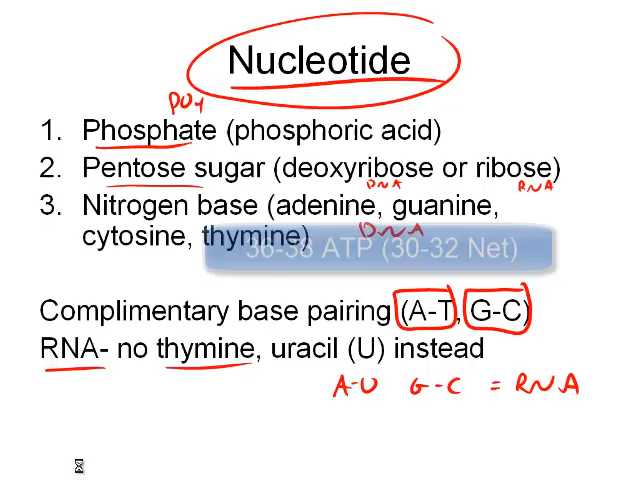 Nucleotide
PO4
1. Phosphate (phosphoric acid)
2. Pentose sugar (deoxyribose or ribose)
DNA RNA
3. Nitrogen base (adenine, guanine,
cytosine, thymine) DNA
36-38 ATP (30-32 Net)
Complimentary base pairing (A-T, G-C)
RNA- no thymine, uracil (U) instead
A-U G-C = RNA